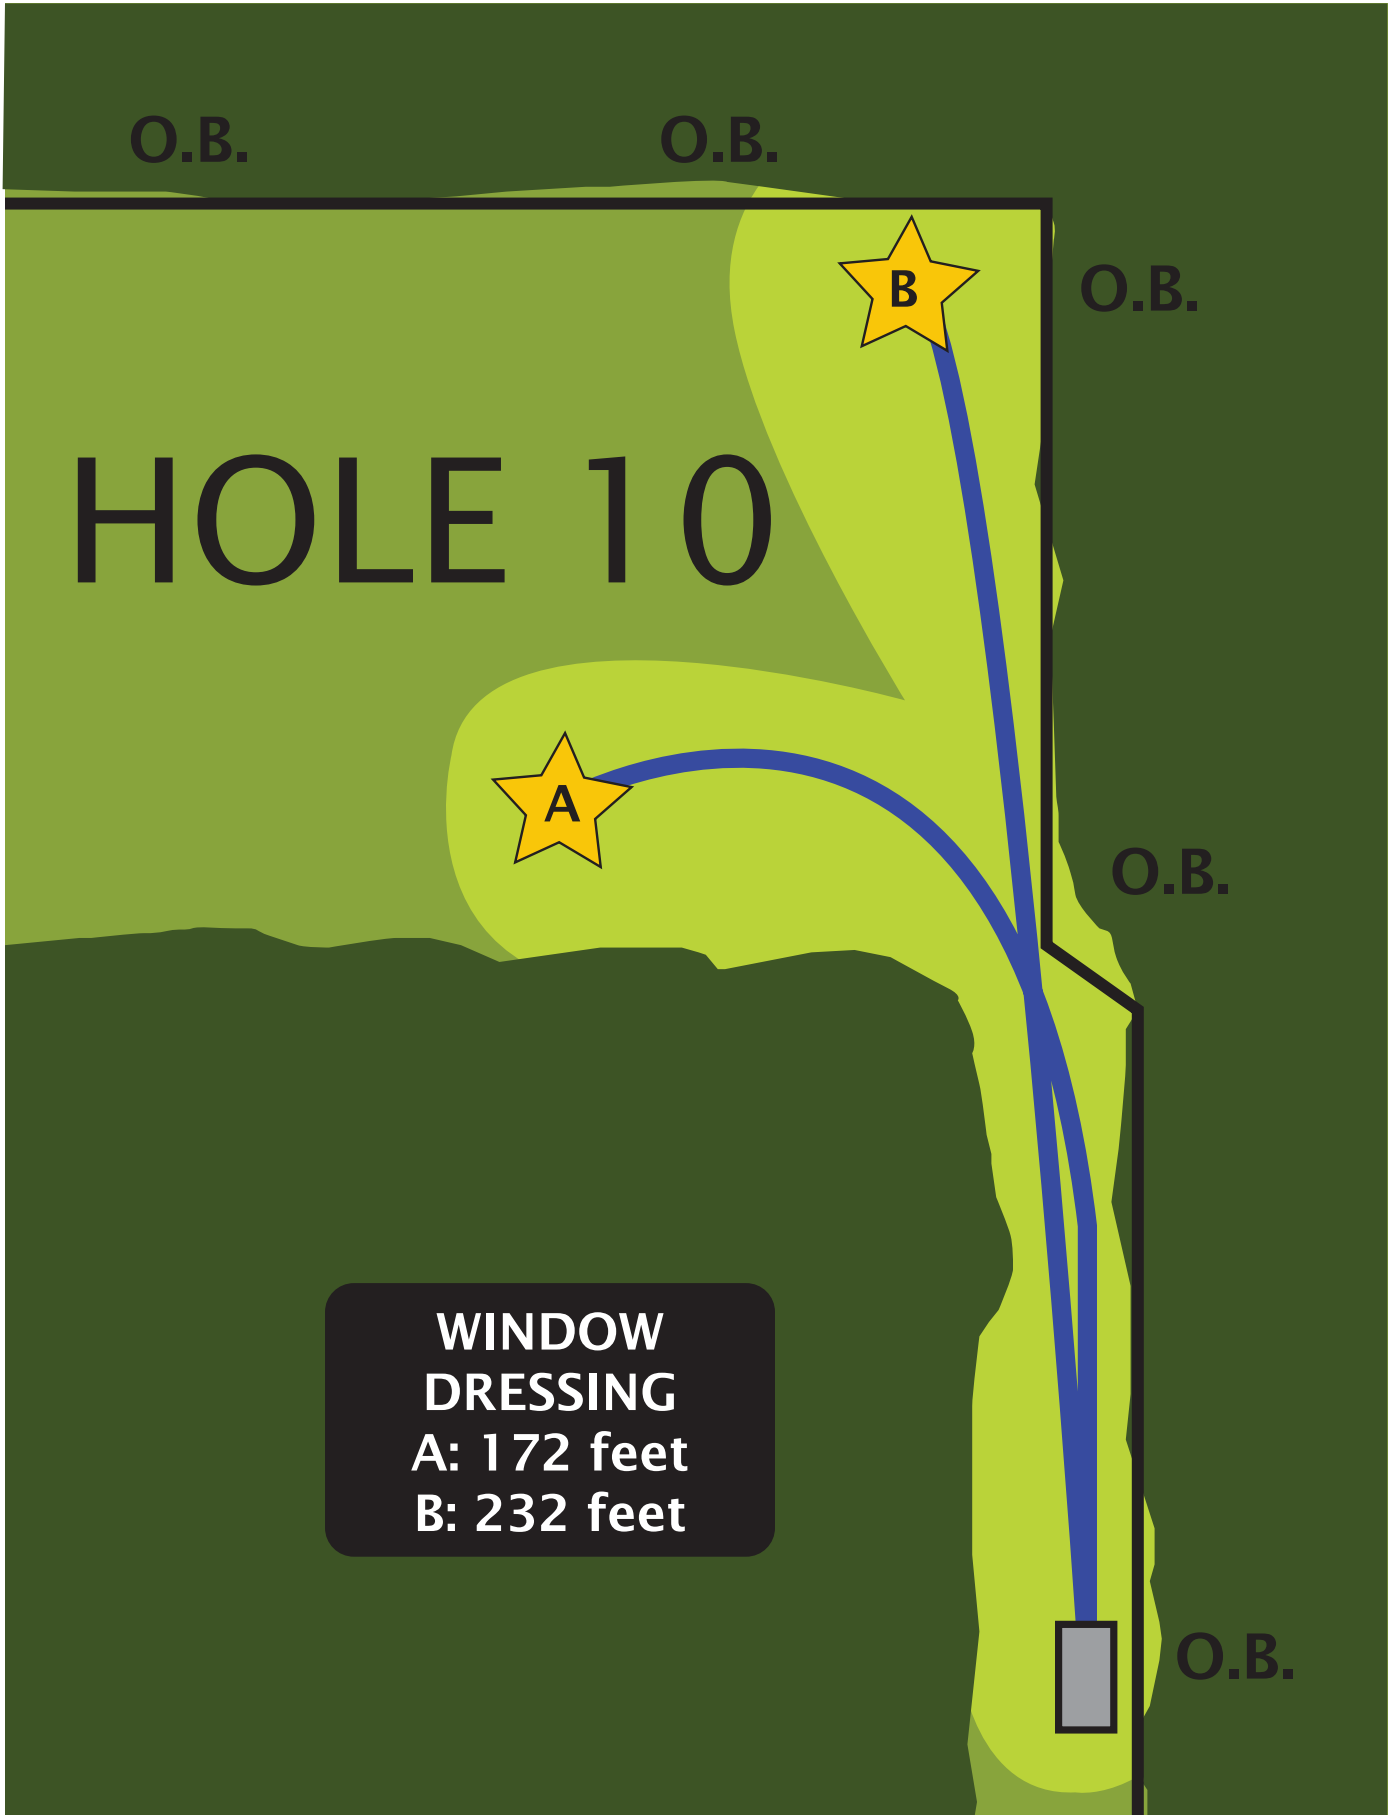 O.B.
O.B.
B
O.B.
HOLE 10
A
O.B.
WINDOW
DRESSING
A: 172 feet
B: 232 feet
O.B.